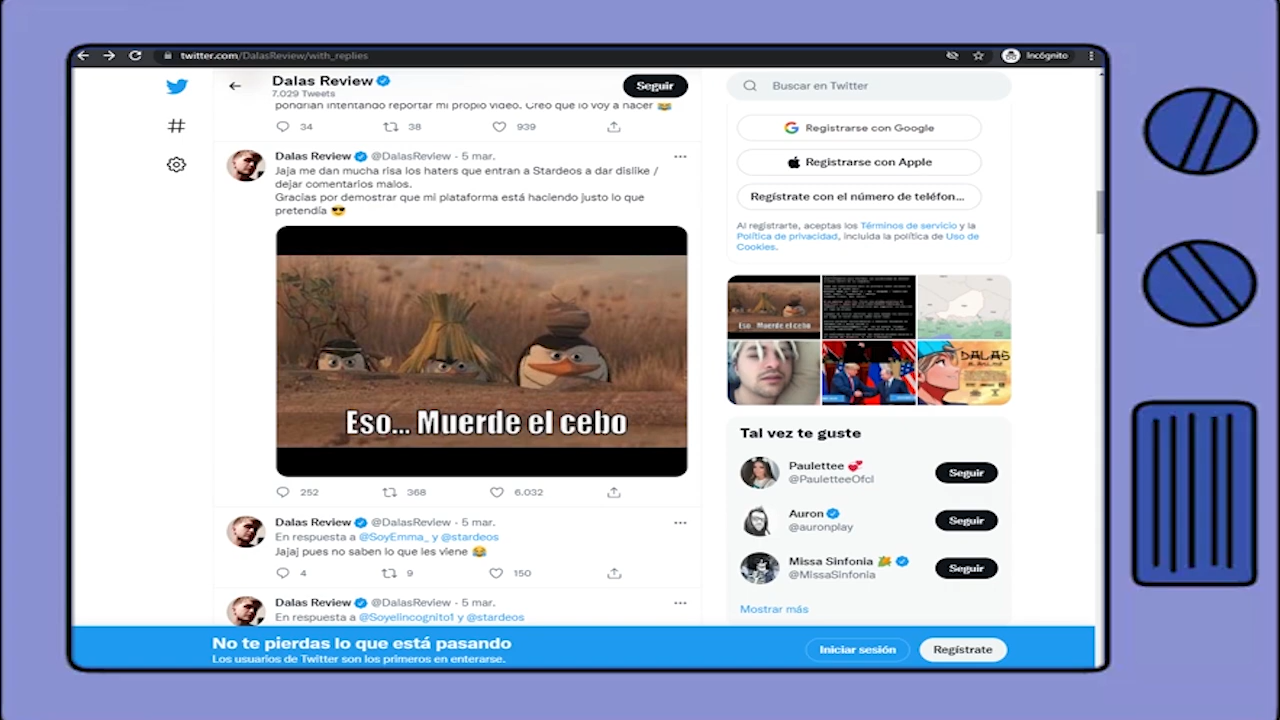 twitter.com/DalasReview/with_replies
Incógnito
Dalas Review
7.029 Tweets
Seguir
pondrían intentando reportar mi propio video. Creo que lo voy a hacer 😹
34 38 939
Dalas Review @DalasReview · 5 mar.
Jaja me dan mucha risa los haters que entran a Stardeos a dar dislike /
dejar comentarios malos.
Gracias por demostrar que mi plataforma está haciendo justo lo que
pretendía 😎
Eso... Muerde el cebo
252 368 6.032
Dalas Review @DalasReview · 5 mar.
En respuesta a @SoyEmma_ y @stardeos
Jajaj pues no saben lo que les viene 😂
4 9 150
Dalas Review @DalasReview · 5 mar.
En respuesta a @Soyelincognito1 y @stardeos
Buscar en Twitter
Registrarse con Google
Registrarse con Apple
Regístrate con el número de teléfon...
Al registrarte, aceptas los Términos de servicio y la
Política de privacidad, incluida la política de Uso de
Cookies.
Eso... Muerde el cebo
DALAS
Tal vez te guste
Paulettee 💕
@PauletteeOfcl
Seguir
Auron
@auronplay
Seguir
Missa Sinfonia 🌽
@MissaSinfonia
Seguir
Mostrar más
No te pierdas lo que está pasando
Los usuarios de Twitter son los primeros en enterarse.
Iniciar sesión
Regístrate